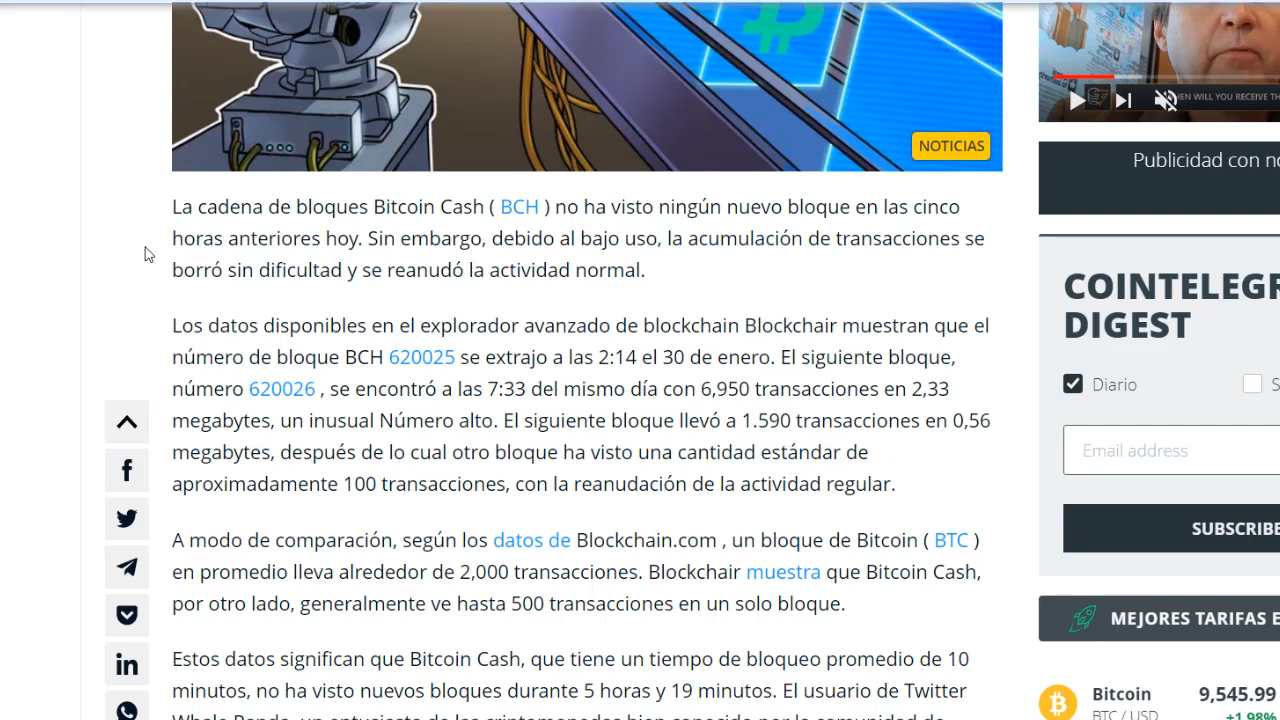 NOTICIAS
La cadena de bloques Bitcoin Cash ( BCH ) no ha visto ningún nuevo bloque en las cinco
horas anteriores hoy. Sin embargo, debido al bajo uso, la acumulación de transacciones se
borró sin dificultad y se reanudó la actividad normal.
Los datos disponibles en el explorador avanzado de blockchain Blockchair muestran que el
número de bloque BCH 620025 se extrajo a las 2:14 el 30 de enero. El siguiente bloque,
número 620026 , se encontró a las 7:33 del mismo día con 6,950 transacciones en 2,33
megabytes, un inusual Número alto. El siguiente bloque llevó a 1.590 transacciones en 0,56
megabytes, después de lo cual otro bloque ha visto una cantidad estándar de
aproximadamente 100 transacciones, con la reanudación de la actividad regular.
A modo de comparación, según los datos de Blockchain.com , un bloque de Bitcoin ( BTC )
en promedio lleva alrededor de 2,000 transacciones. Blockchair muestra que Bitcoin Cash,
por otro lado, generalmente ve hasta 500 transacciones en un solo bloque.
Estos datos significan que Bitcoin Cash, que tiene un tiempo de bloqueo promedio de 10
minutos, no ha visto nuevos bloques durante 5 horas y 19 minutos. El usuario de Twitter
WILL YOU RECEIVE
Publicidad con
COINTELEGR
DIGEST
Diario
S
Email address
SUBSCRIBE
MEJORES TARIFAS E
Bitcoin 9,545.99
BTC / USD +1.98%